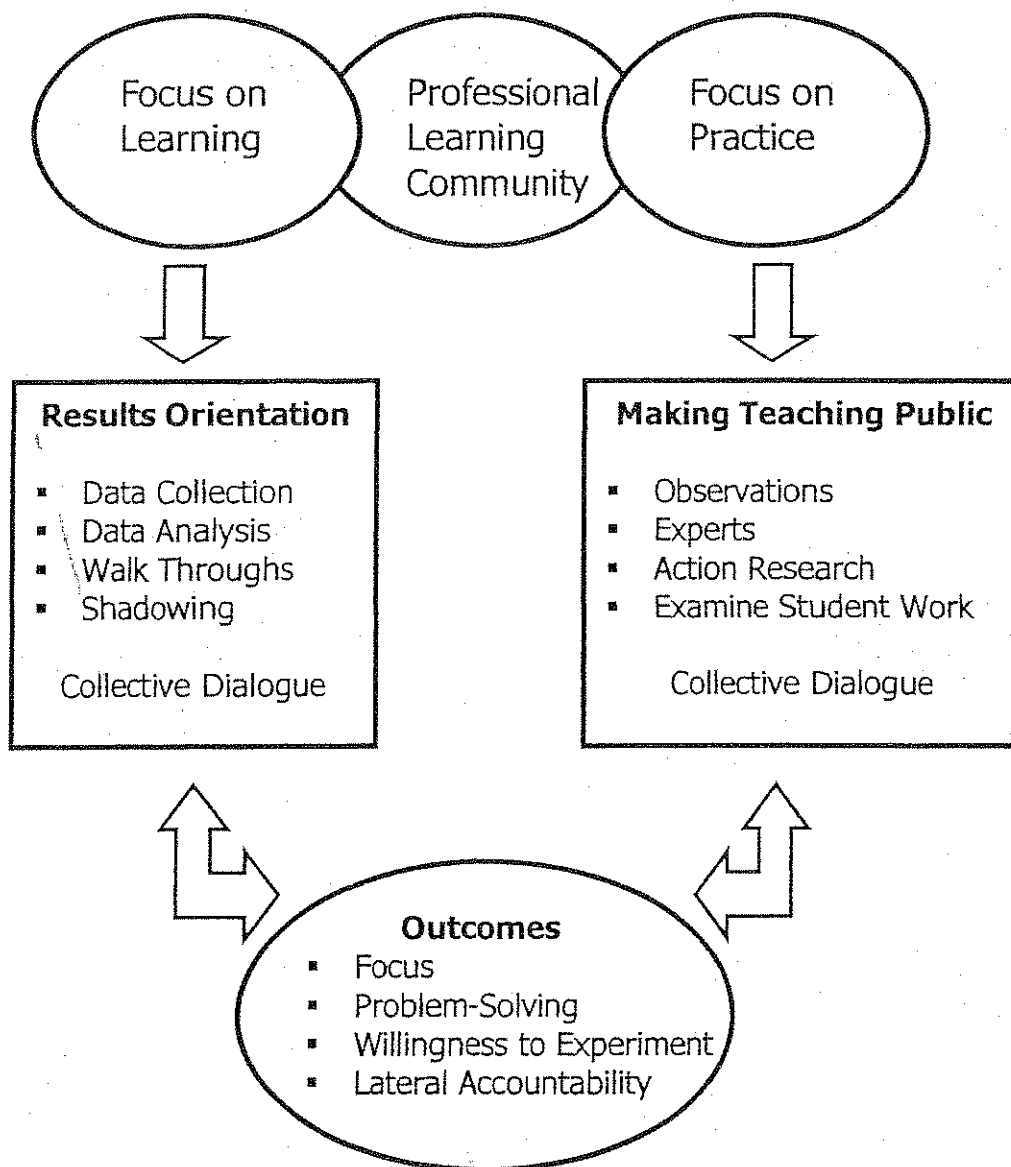 Focus on
Learning
Professional
Learning
Community
Focus on
Practice
Results Orientation
▪ Data Collection
▪ Data Analysis
▪ Walk Throughs
▪ Shadowing
Collective Dialogue
Making Teaching Public
▪ Observations
▪ Experts
▪ Action Research
▪ Examine Student Work
Collective Dialogue
Outcomes
▪ Focus
▪ Problem-Solving
▪ Willingness to Experiment
▪ Lateral Accountability